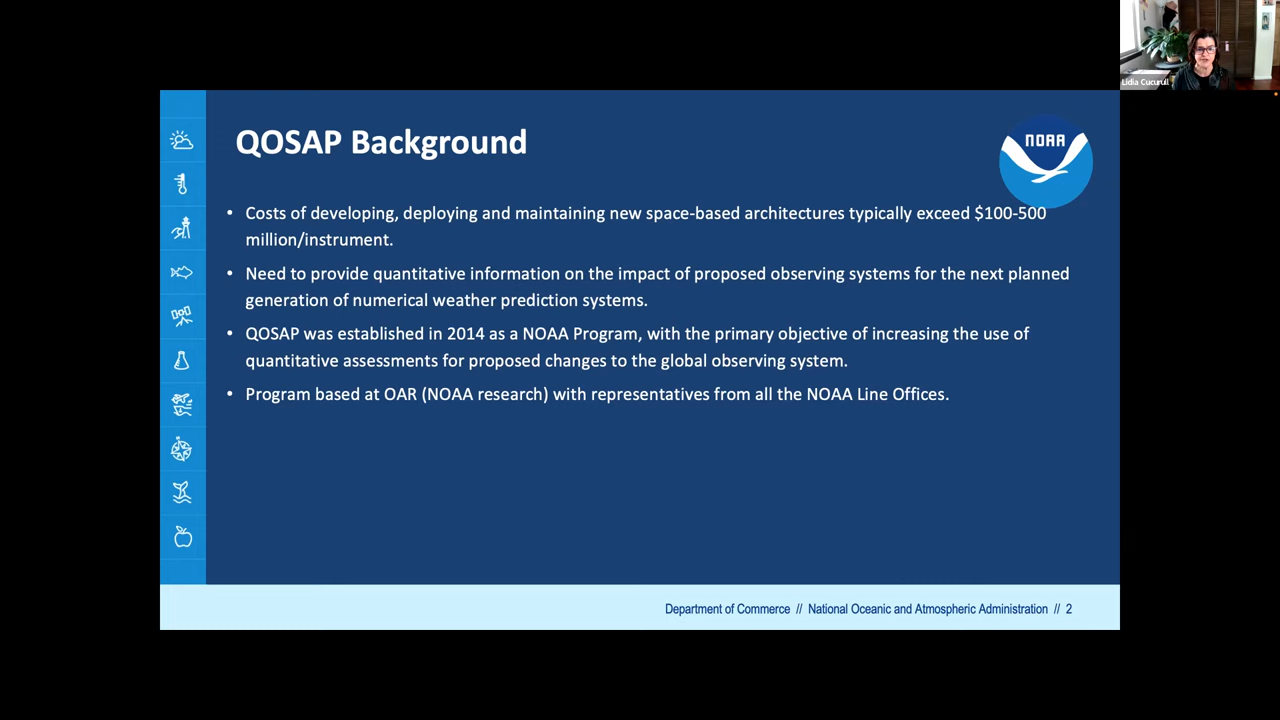 Lidia Cucurull
QOSAP Background
NOAA
• Costs of developing, deploying and maintaining new space-based architectures typically exceed $100-500
million/instrument.
• Need to provide quantitative information on the impact of proposed observing systems for the next planned
generation of numerical weather prediction systems.
• QOSAP was established in 2014 as a NOAA Program, with the primary objective of increasing the use of
quantitative assessments for proposed changes to the global observing system.
• Program based at OAR (NOAA research) with representatives from all the NOAA Line Offices.
Department of Commerce // National Oceanic and Atmospheric Administration // 2